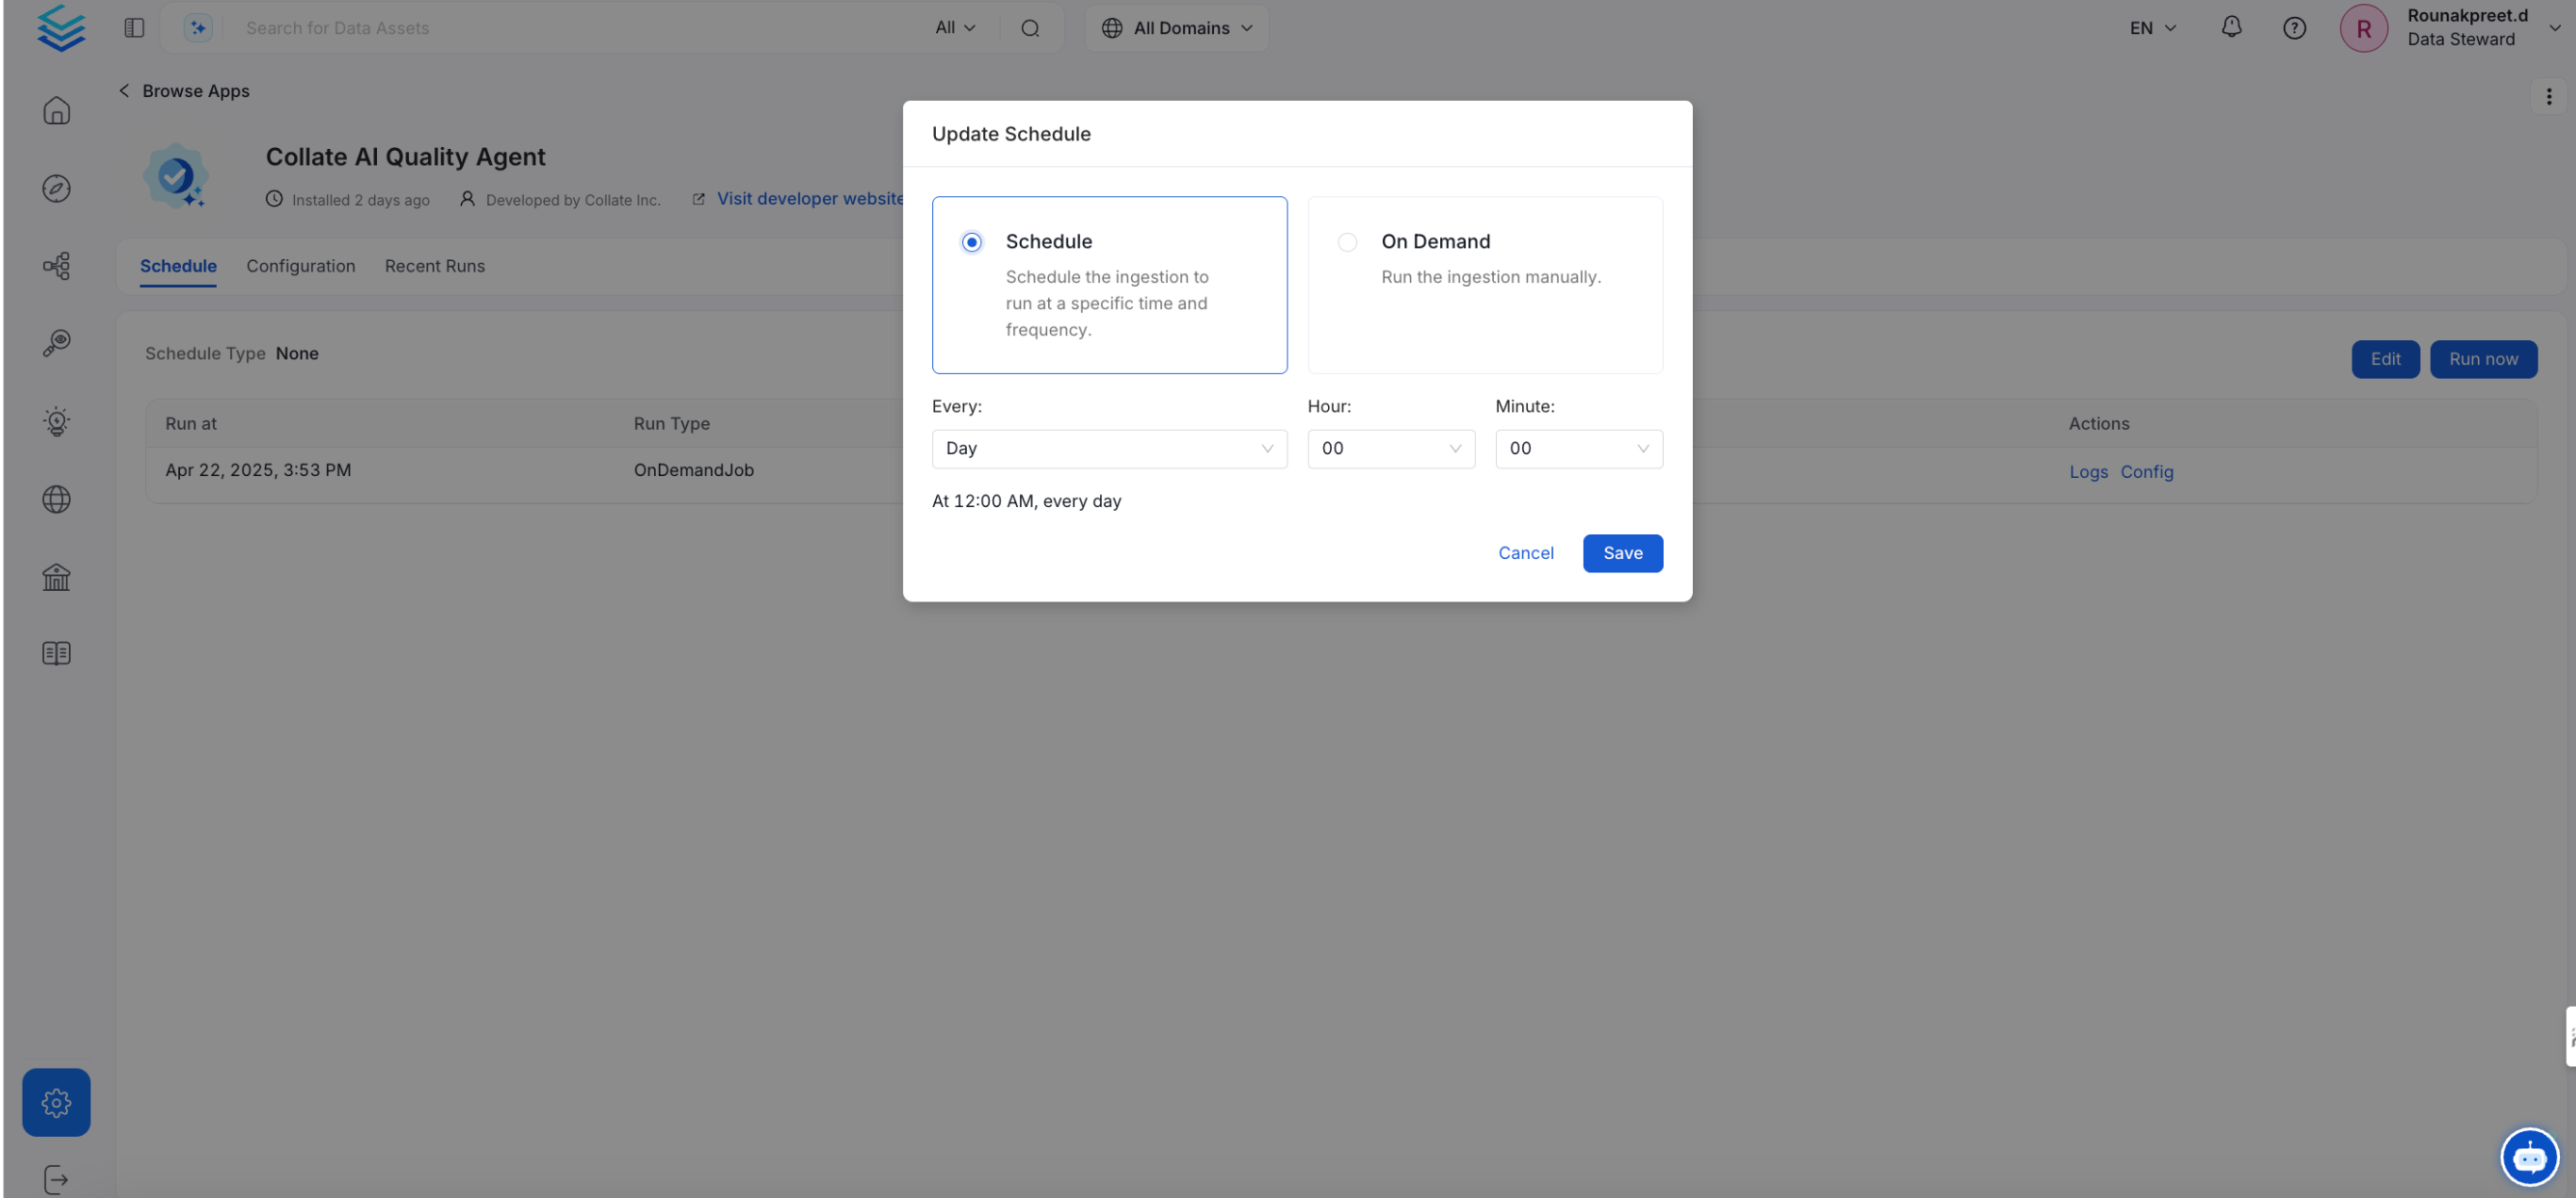 Search for Data Assets
All
All Domains
EN
R
Rounakpreet.d
Data Steward
Browse Apps
Collate AI Quality Agent
Installed 2 days ago
Developed by Collate Inc.
Visit developer website
Schedule
Configuration
Recent Runs
Schedule Type None
Edit
Run now
Run at
Run Type
Actions
Apr 22, 2025, 3:53 PM
OnDemandJob
Logs
Config
Update Schedule
Schedule
Schedule the ingestion to
run at a specific time and
frequency.
On Demand
Run the ingestion manually.
Every:
Hour:
Minute:
Day
00
00
At 12:00 AM, every day
Cancel
Save